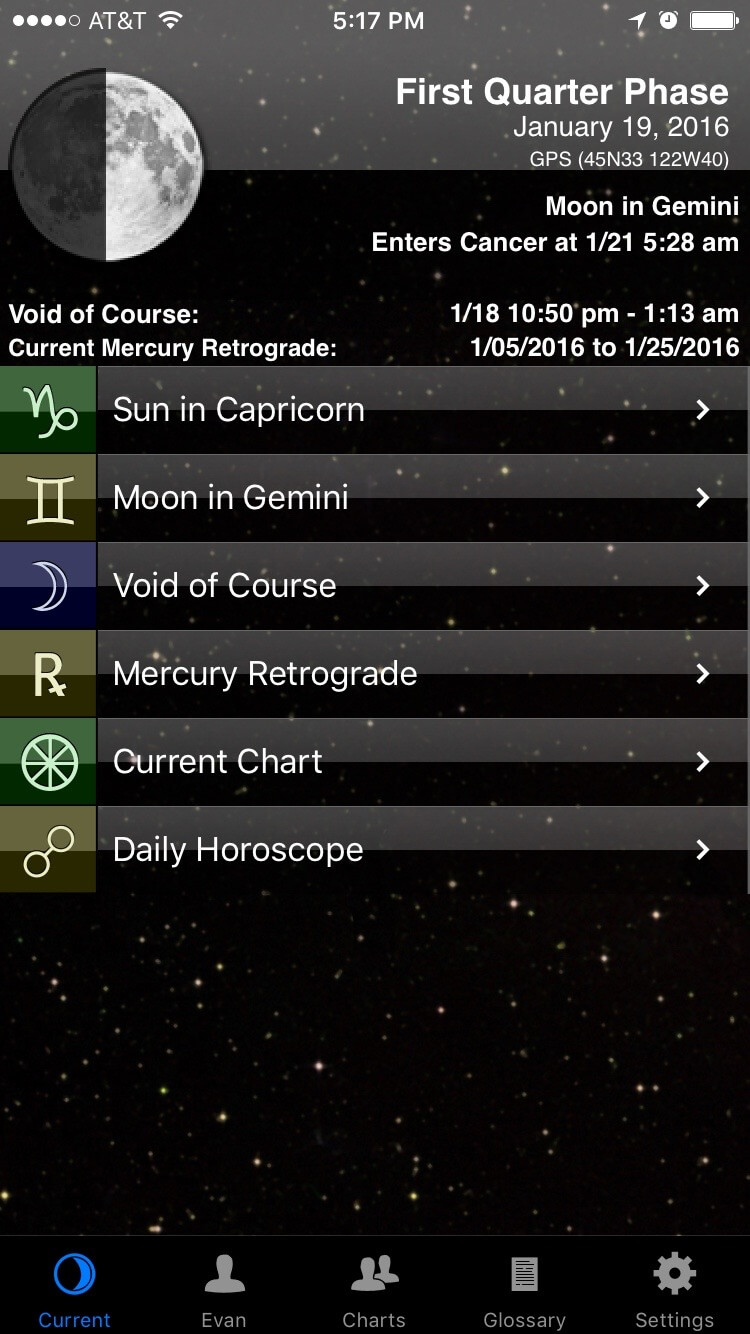 AT&T 5:17 PM
First Quarter Phase
January 19, 2016
GPS (45N33 122W40)
Moon in Gemini
Enters Cancer at 1/21 5:28 am
Void of Course: 1/18 10:50 pm - 1:13 am
Current Mercury Retrograde: 1/05/2016 to 1/25/2016
Sun in Capricorn
Moon in Gemini
Void of Course
Mercury Retrograde
Current Chart
Daily Horoscope
Current Evan Charts Glossary Settings